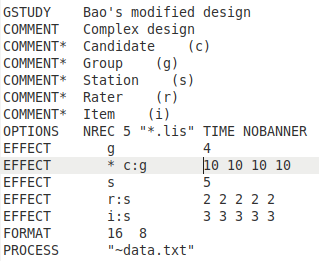 GSTUDY    Bao's modified design
COMMENT   Complex design
COMMENT*  Candidate    (c)
COMMENT*  Group     (g)
COMMENT*  Station     (s)
COMMENT*  Rater     (r)
COMMENT*  Item     (i)
OPTIONS   NREC 5 "*.lis" TIME NOBANNER
EFFECT       g           4
EFFECT       * c:g       10 10 10 10
EFFECT       s           5
EFFECT       r:s         2 2 2 2 2
EFFECT       i:s         3 3 3 3 3
FORMAT       16  8
PROCESS      "~data.txt"